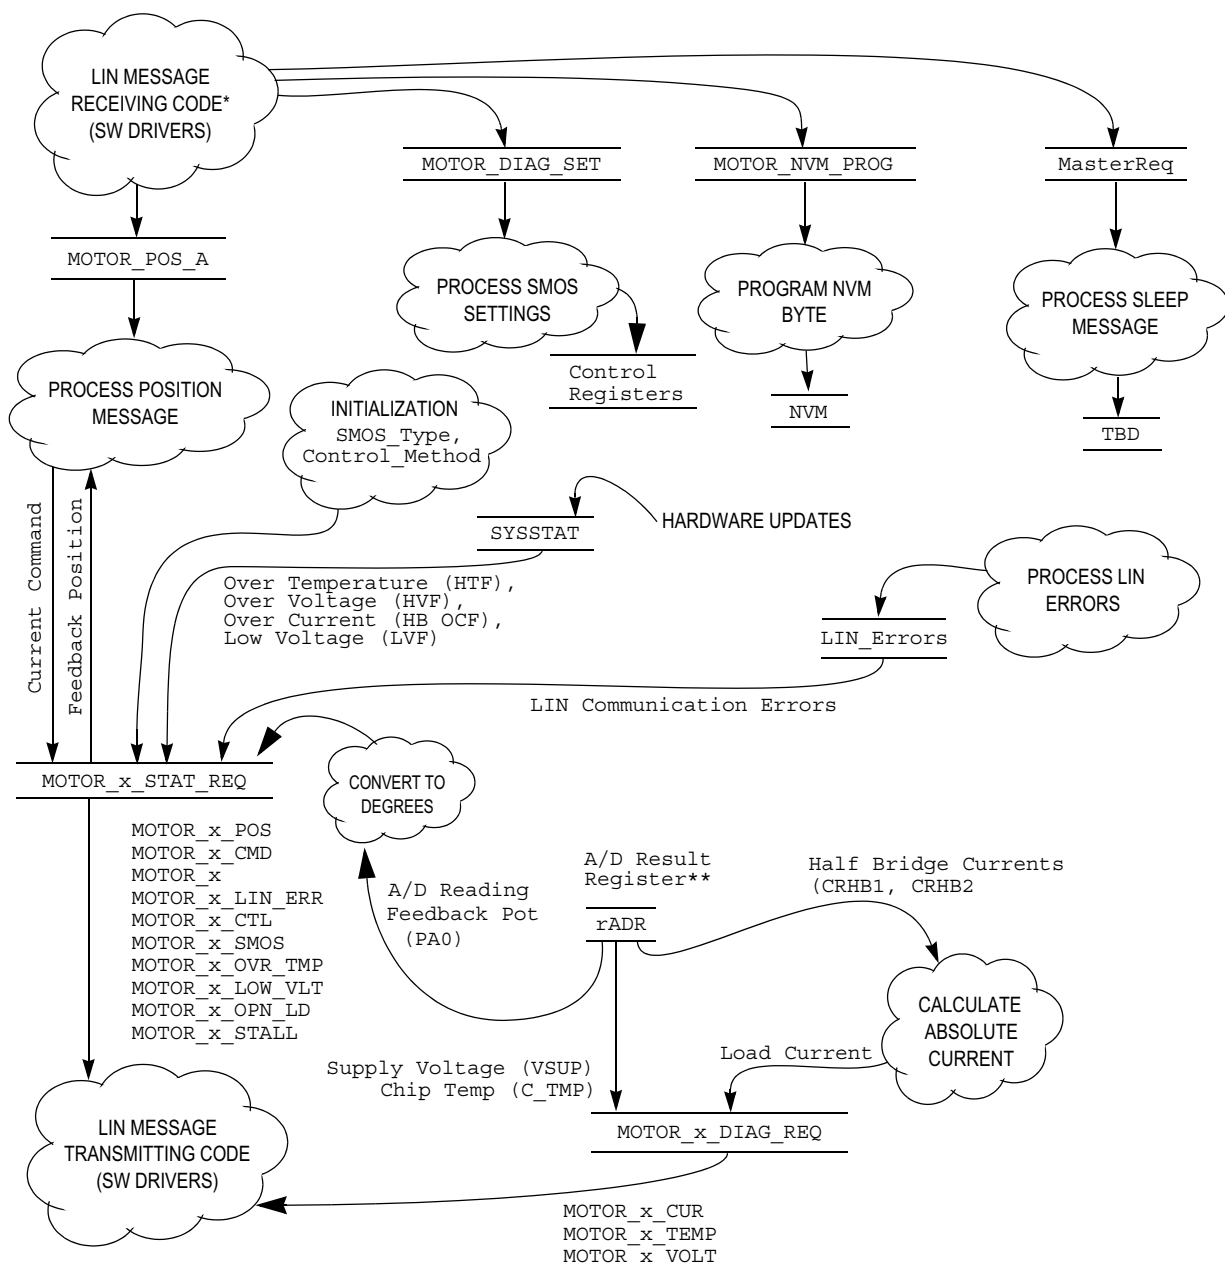 LIN MESSAGE
RECEIVING CODE*
(SW DRIVERS)
MOTOR_DIAG_SET
MOTOR_NVM_PROG
MasterReq
MOTOR_POS_A
PROCESS SMOS
SETTINGS
PROGRAM NVM
BYTE
PROCESS SLEEP
MESSAGE
PROCESS POSITION
MESSAGE
INITIALIZATION
SMOS_Type,
Control_Method
Control
Registers
NVM
TBD
Current Command
Feedback Position
SYSSTAT
HARDWARE UPDATES
Over Temperature (HTF),
Over Voltage (HVF),
Over Current (HB OCF),
Low Voltage (LVF)
PROCESS LIN
ERRORS
LIN_Errors
LIN Communication Errors
MOTOR_x_STAT_REQ
CONVERT TO
DEGREES
MOTOR_x_POS
MOTOR_x_CMD
MOTOR_x
MOTOR_x_LIN_ERR
MOTOR_x_CTL
MOTOR_x_SMOS
MOTOR_x_OVR_TMP
MOTOR_x_LOW_VLT
MOTOR_x_OPN_LD
MOTOR_x_STALL
A/D Reading
Feedback Pot
(PA0)
A/D Result
Register**
rADR
Half Bridge Currents
(CRHB1, CRHB2
CALCULATE
ABSOLUTE
CURRENT
Load Current
Supply Voltage (VSUP)
Chip Temp (C_TMP)
MOTOR_x_DIAG_REQ
LIN MESSAGE
TRANSMITTING CODE
(SW DRIVERS)
MOTOR_x_CUR
MOTOR_x_TEMP
MOTOR_x VOLT